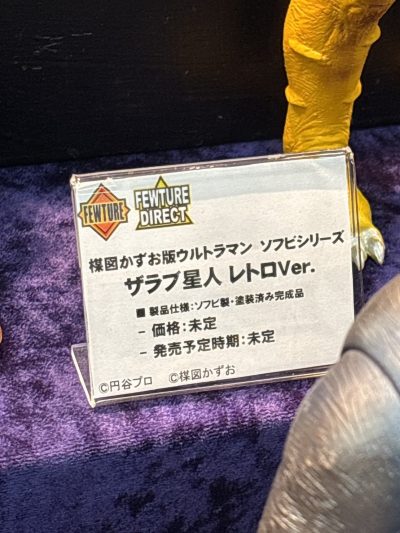 FEWTURE
FEWTURE
DIRECT
楳図かずお版ウルトラマン ソフビシリーズ
ザラブ星人 レトロVer.
■ 製品仕様：ソフビ製・塗装済み完成品
- 価格：未定
- 発売予定時期：未定
©円谷プロ ©楳図かずお